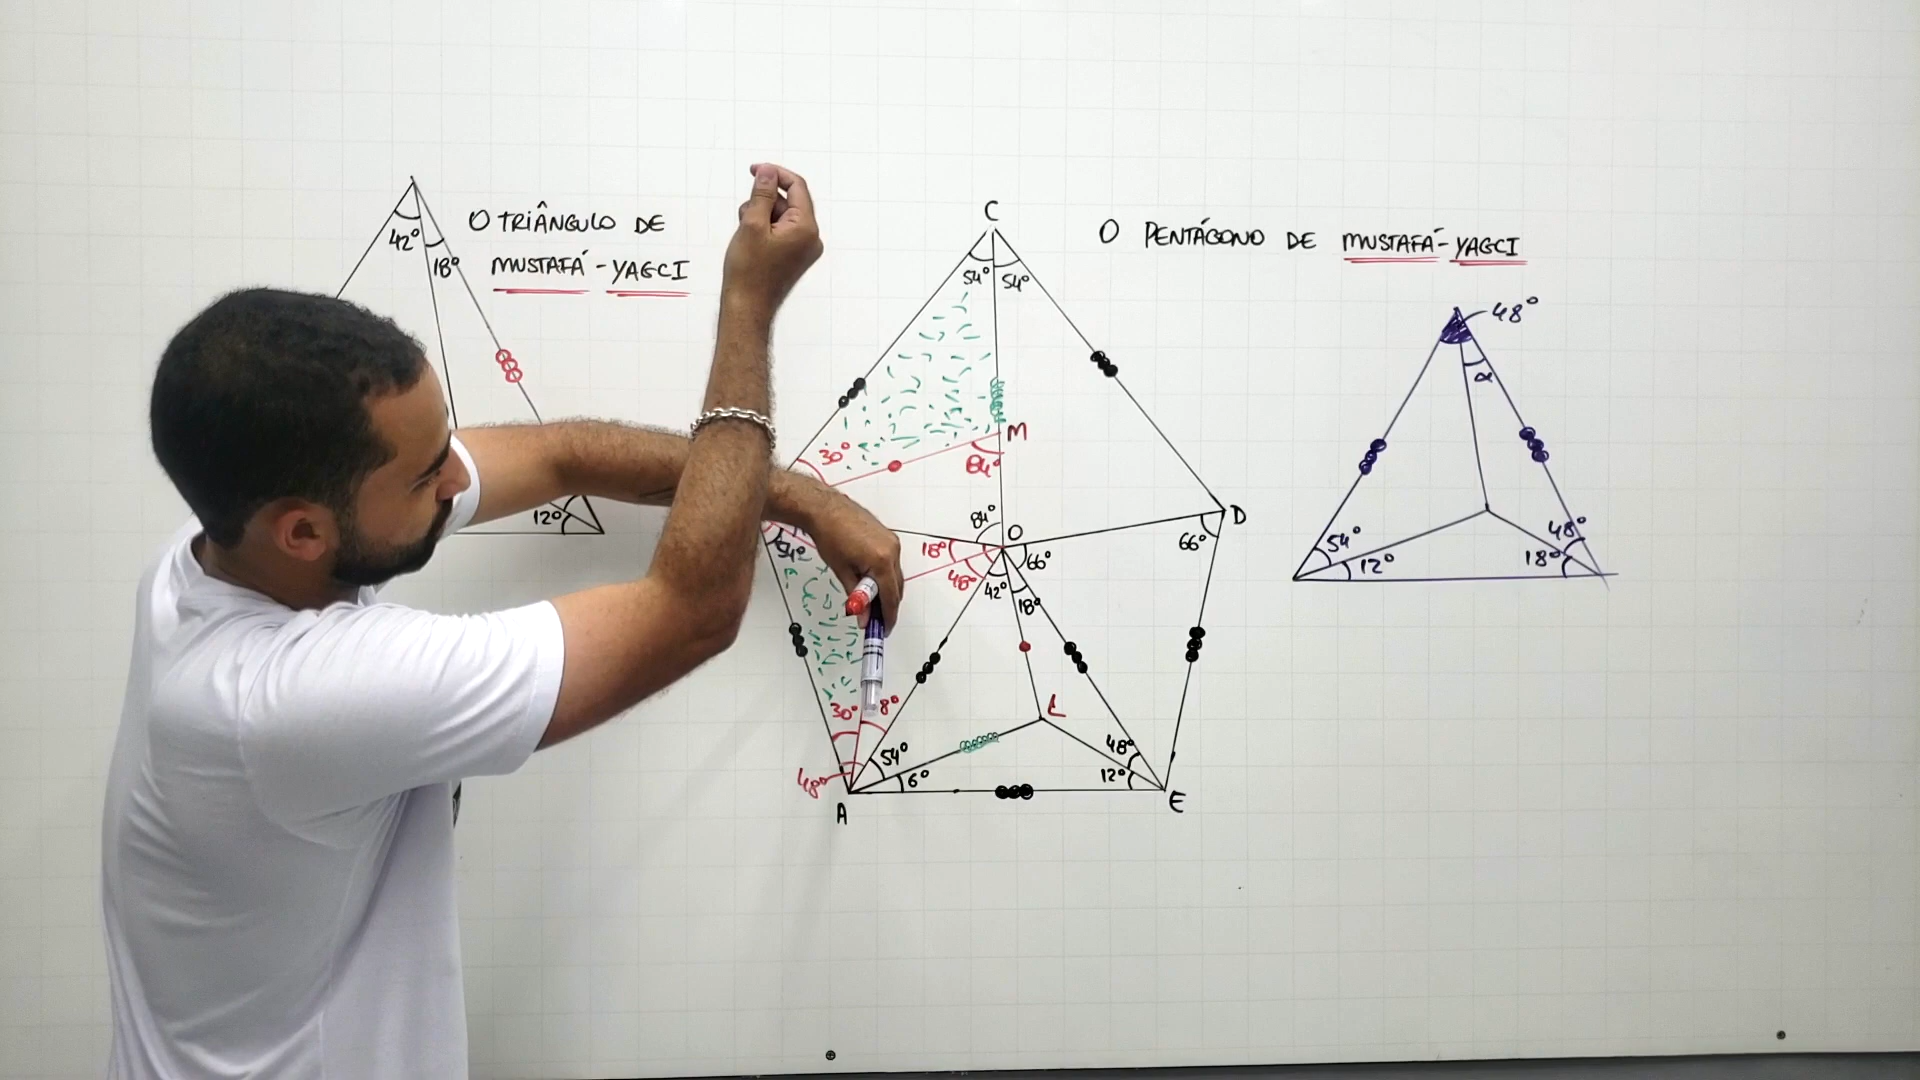 O TRIÂNGULO DE
MUSTAFÁ-YAGCI
42°
18°
12°
C
54°
54°
30°
M
84°
84°
O
D
66°
66°
18°
48°
42°
18°
54°
30°
18°
48°
54°
6°
L
48°
12°
A
E
O PENTÁGONO DE MUSTAFÁ-YAGCI
48°
α
54°
12°
48°
18°